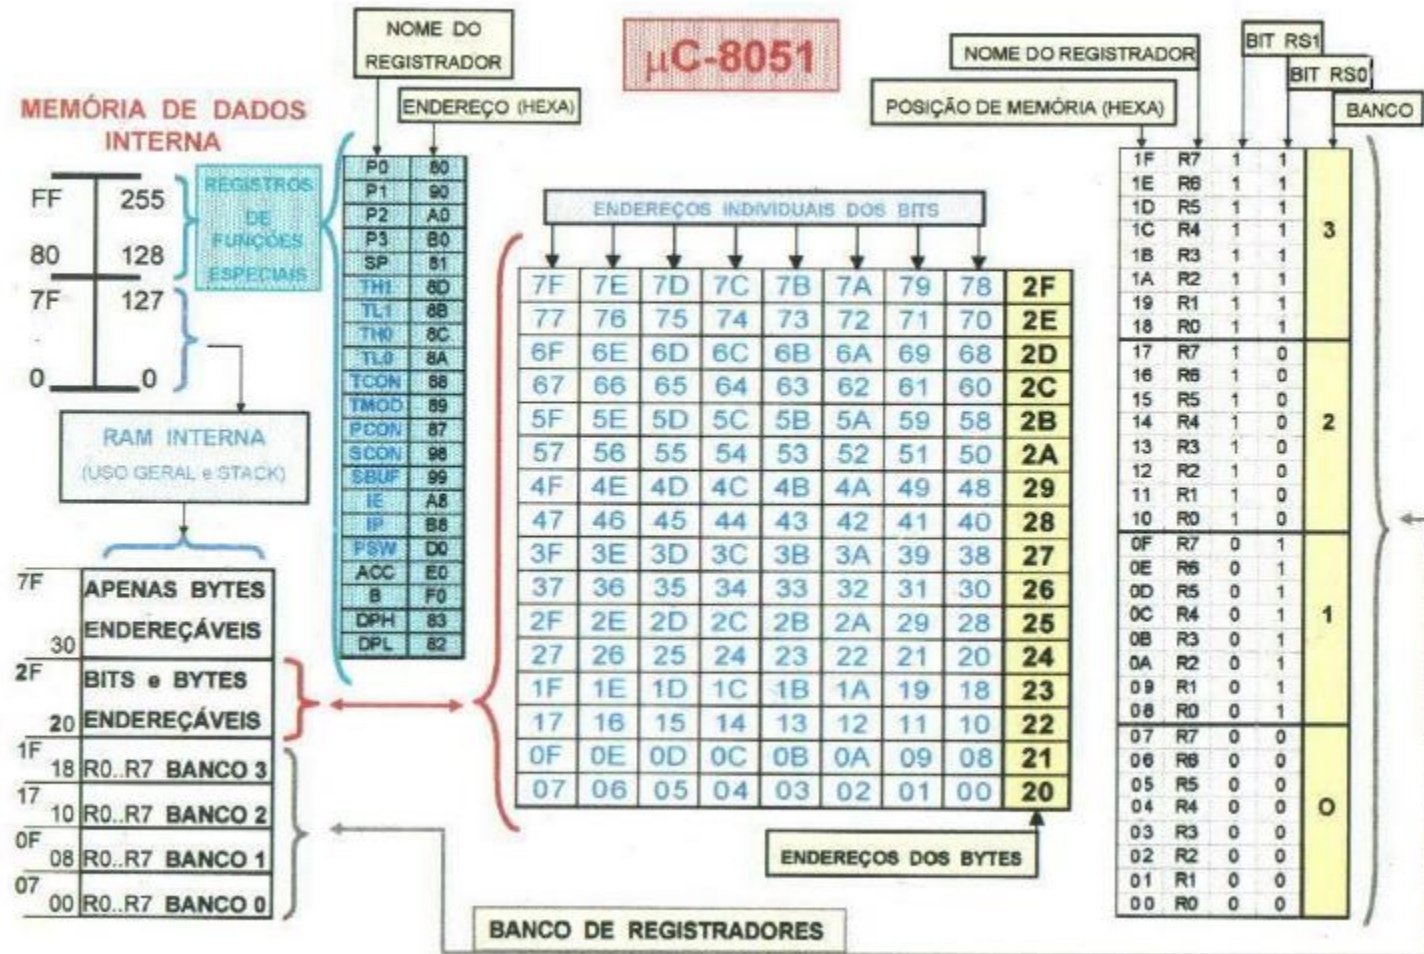 µC-8051
NOME DO
REGISTRADOR
ENDEREÇO (HEXA)
NOME DO REGISTRADOR
POSIÇÃO DE MEMÓRIA (HEXA)
BIT RS1
BIT RS0
BANCO
MEMÓRIA DE DADOS
INTERNA
FF 255
80 128
7F 127
0 0
REGISTROS
DE
FUNÇÕES
ESPECIAIS
RAM INTERNA
(USO GERAL e STACK)
7F
APENAS BYTES
ENDEREÇÁVEIS
30
2F
BITS e BYTES
20 ENDEREÇÁVEIS
1F
18 R0..R7 BANCO 3
17
10 R0..R7 BANCO 2
0F
08 R0..R7 BANCO 1
07
00 R0..R7 BANCO 0
P0 80
P1 90
P2 A0
P3 B0
SP 81
TH1 8D
TL1 8B
TH0 8C
TL0 8A
TCON 88
TMOD 89
PCON 87
SCON 98
SBUF 99
IE A8
IP B8
PSW D0
ACC E0
B F0
DPH 83
DPL 82
ENDEREÇOS INDIVIDUAIS DOS BITS
7F 7E 7D 7C 7B 7A 79 78 2F
77 76 75 74 73 72 71 70 2E
6F 6E 6D 6C 6B 6A 69 68 2D
67 66 65 64 63 62 61 60 2C
5F 5E 5D 5C 5B 5A 59 58 2B
57 56 55 54 53 52 51 50 2A
4F 4E 4D 4C 4B 4A 49 48 29
47 46 45 44 43 42 41 40 28
3F 3E 3D 3C 3B 3A 39 38 27
37 36 35 34 33 32 31 30 26
2F 2E 2D 2C 2B 2A 29 28 25
27 26 25 24 23 22 21 20 24
1F 1E 1D 1C 1B 1A 19 18 23
17 16 15 14 13 12 11 10 22
0F 0E 0D 0C 0B 0A 09 08 21
07 06 05 04 03 02 01 00 20
ENDEREÇOS DOS BYTES
1F R7 1 1
1E R6 1 1
1D R5 1 1
1C R4 1 1
3
1B R3 1 1
1A R2 1 1
19 R1 1 1
18 R0 1 1
17 R7 1 0
16 R6 1 0
15 R5 1 0
14 R4 1 0
2
13 R3 1 0
12 R2 1 0
11 R1 1 0
10 R0 1 0
0F R7 0 1
0E R6 0 1
0D R5 0 1
0C R4 0 1
1
0B R3 0 1
0A R2 0 1
09 R1 0 1
08 R0 0 1
07 R7 0 0
06 R6 0 0
05 R5 0 0
04 R4 0 0
0
03 R3 0 0
02 R2 0 0
01 R1 0 0
00 R0 0 0
BANCO DE REGISTRADORES